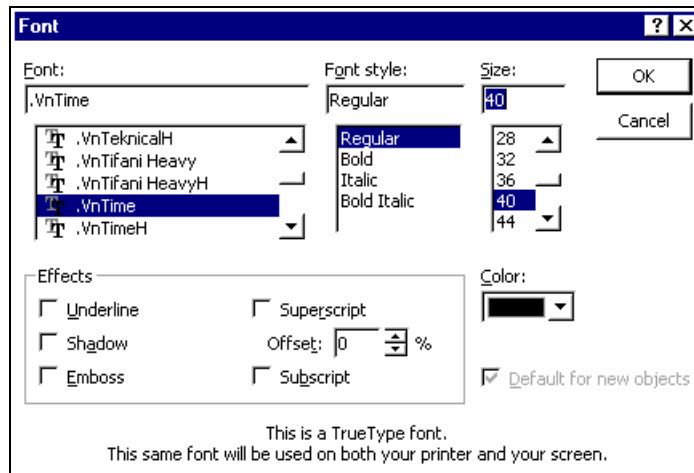 Font
Font: Font style: Size:
.VnTime Regular 40
OK
Cancel
.VnTeknicalH
.VnTifani Heavy
.VnTifani HeavyH
.VnTime
.VnTimeH
Regular
Bold
Italic
Bold Italic
28
32
36
40
44
Effects
Underline
Shadow
Emboss
Superscript
Offset: 0 %
Subscript
Color:
Default for new objects
This is a TrueType font.
This same font will be used on both your printer and your screen.